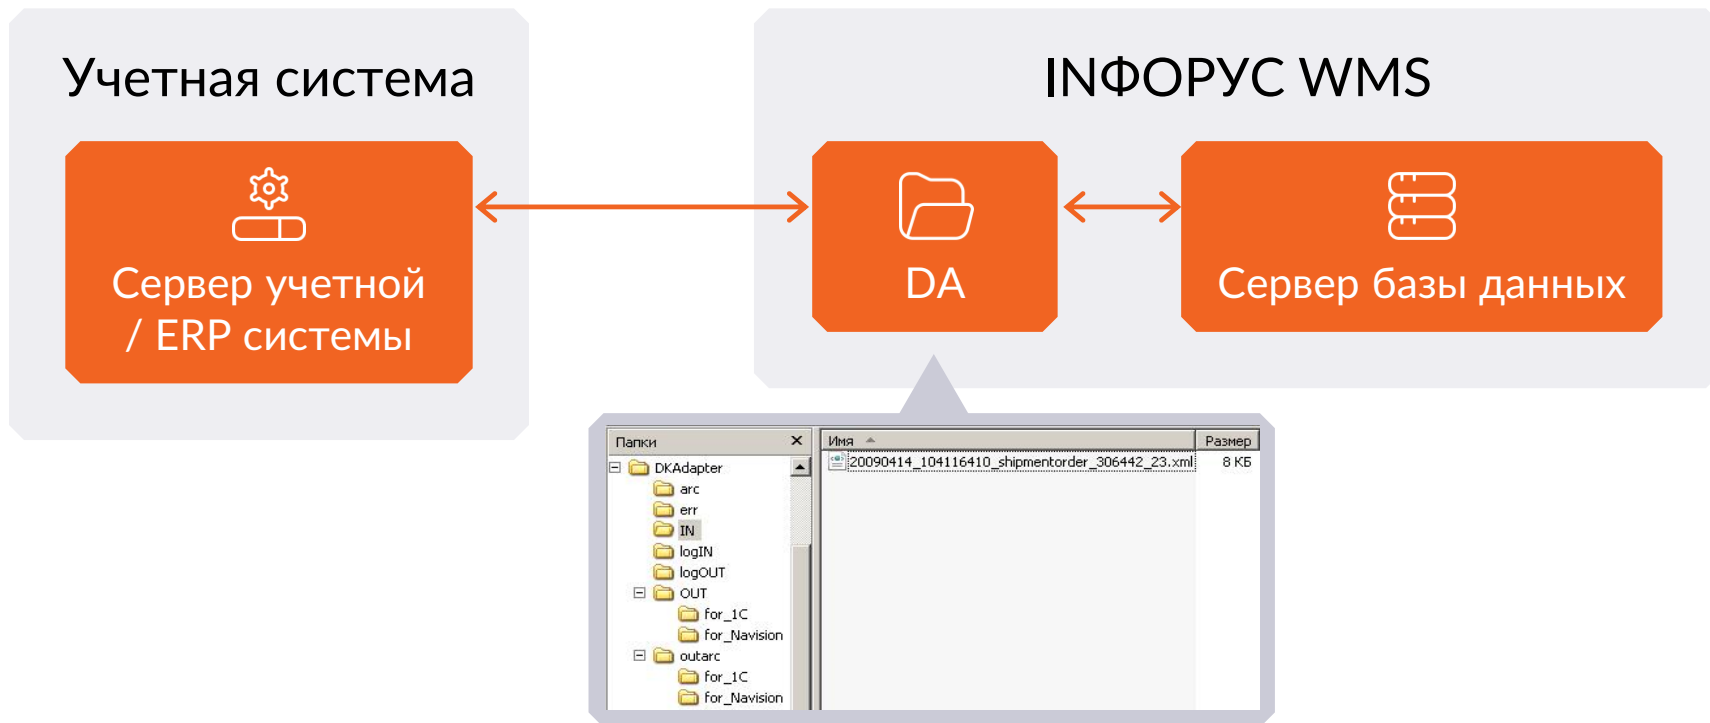 Учетная система
Сервер учетной
/ ERP системы
INФОРУС WMS
DA
Сервер базы данных
Папки
Имя
Размер
DKAdapter
arc
err
IN
logIN
logOUT
OUT
for_1C
for_Navision
outarc
for_1C
for_Navision
20090414_104116410_shipmentorder_306442_23.xml
8 КБ